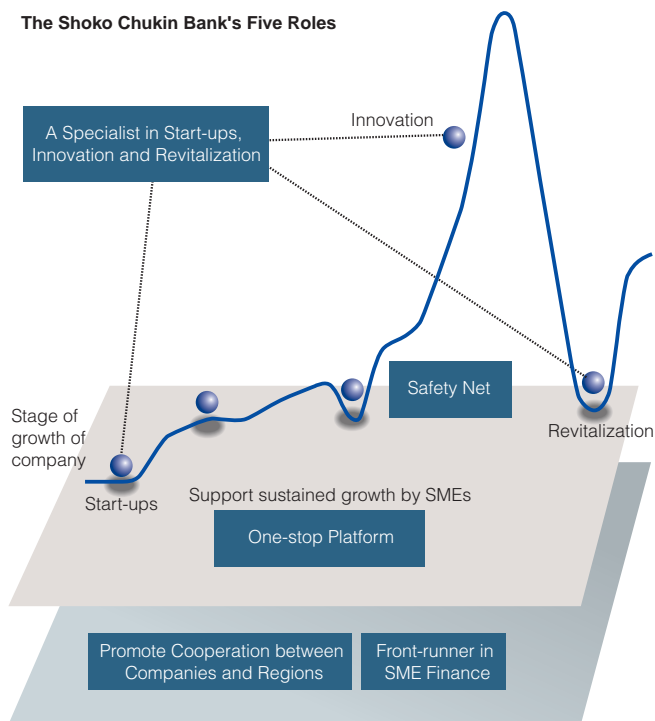 The Shoko Chukin Bank's Five Roles
Innovation
A Specialist in Start-ups,
Innovation and Revitalization
Safety Net
Stage of
growth of
company
Revitalization
Start-ups
Support sustained growth by SMEs
One-stop Platform
Promote Cooperation between
Companies and Regions
Front-runner in
SME Finance